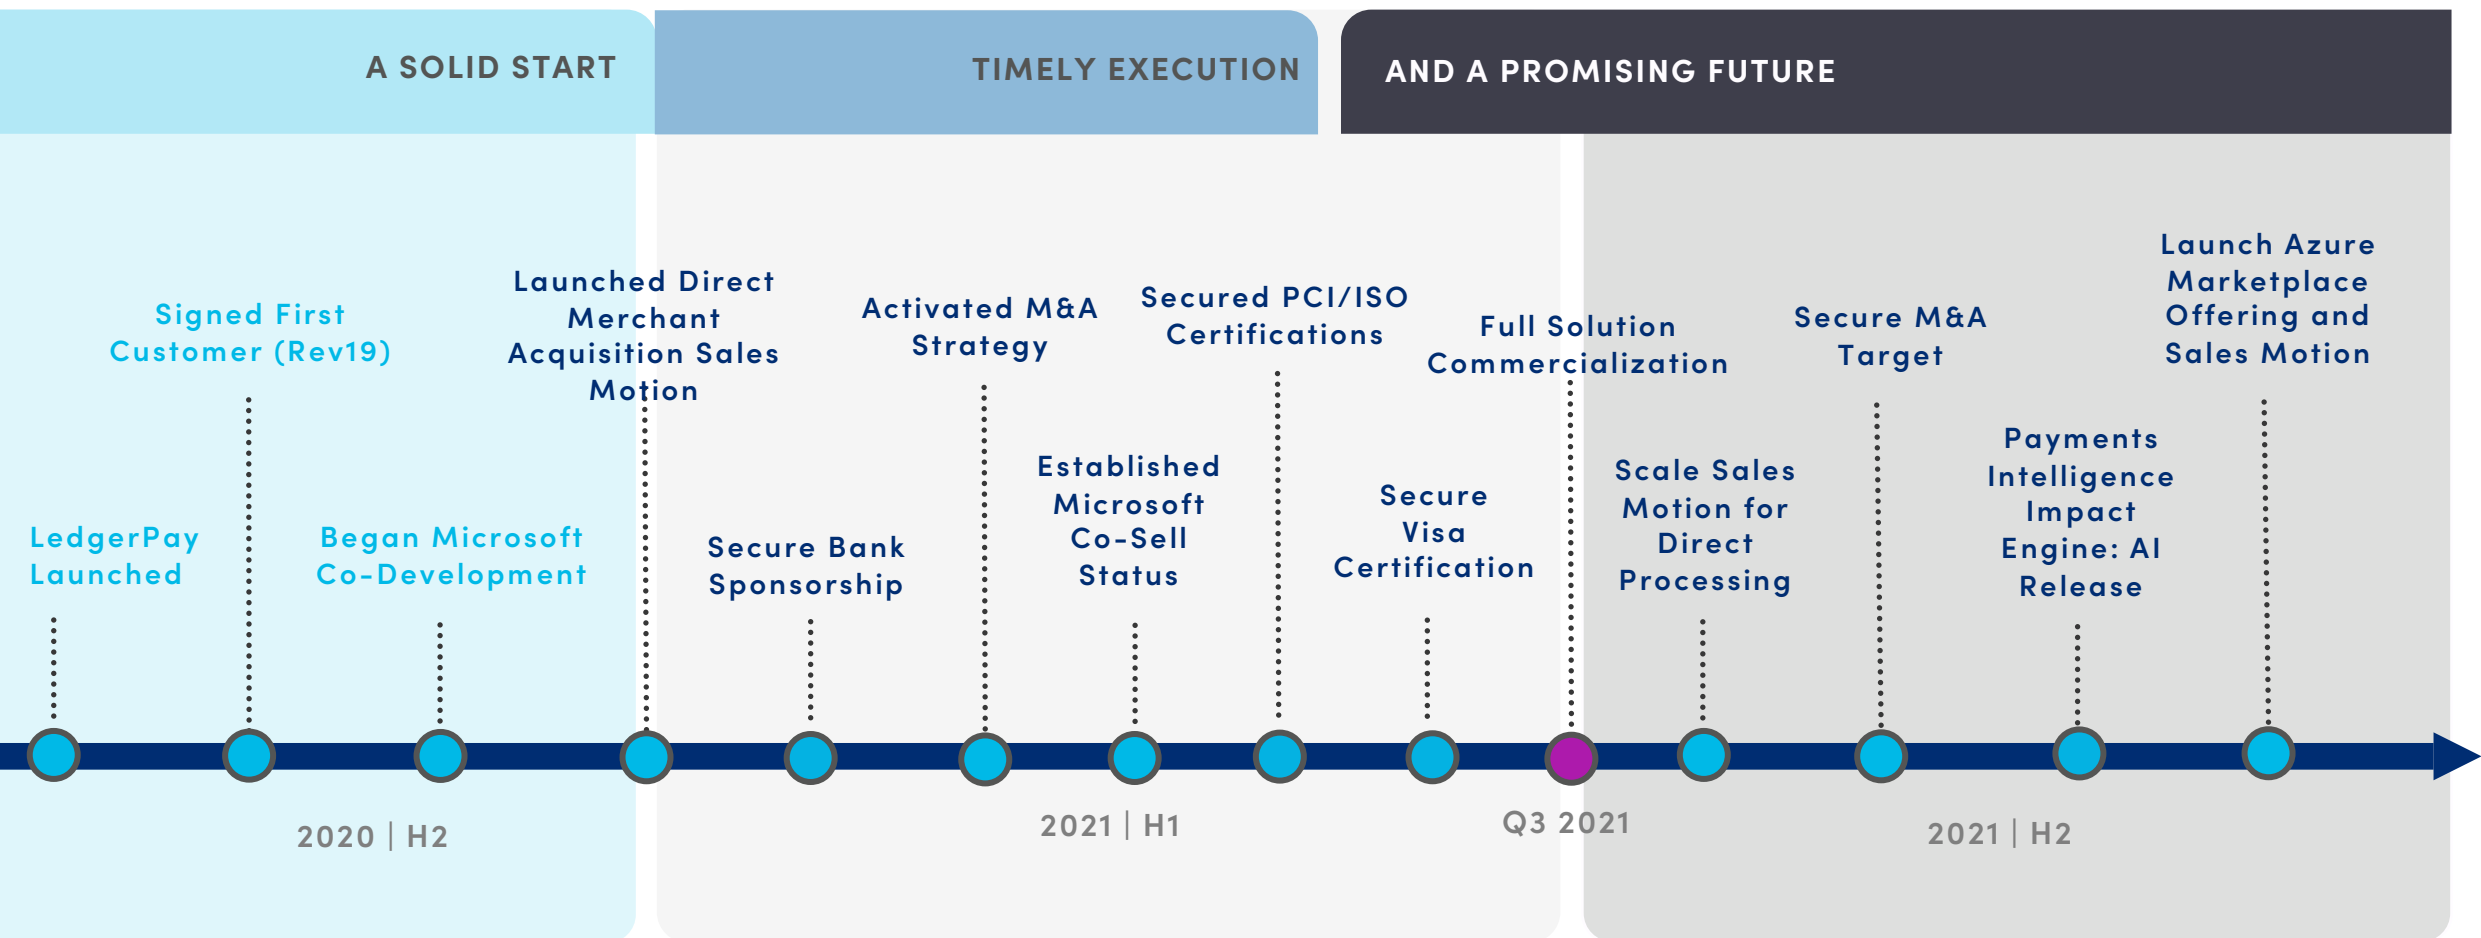 A SOLID START
TIMELY EXECUTION
AND A PROMISING FUTURE
LedgerPay
Launched
Signed First
Customer (Rev19)
Began Microsoft
Co-Development
Launched Direct
Merchant
Acquisition Sales
Motion
Secure Bank
Sponsorship
Activated M&A
Strategy
Established
Microsoft
Co-Sell
Status
Secured PCI/ISO
Certifications
Secure
Visa
Certification
Full Solution
Commercialization
Scale Sales
Motion for
Direct
Processing
Secure M&A
Target
Payments
Intelligence
Impact
Engine: AI
Release
Launch Azure
Marketplace
Offering and
Sales Motion
2020 | H2
2021 | H1
Q3 2021
2021 | H2